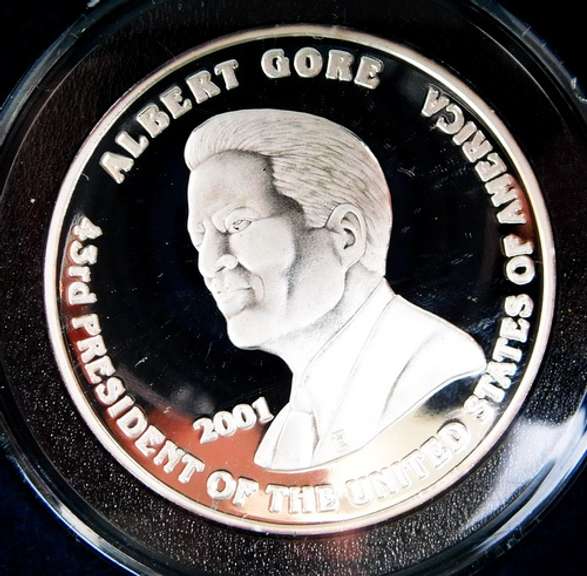 ALBERT GORE
43rd PRESIDENT OF THE UNITED STATES OF AMERICA
2001